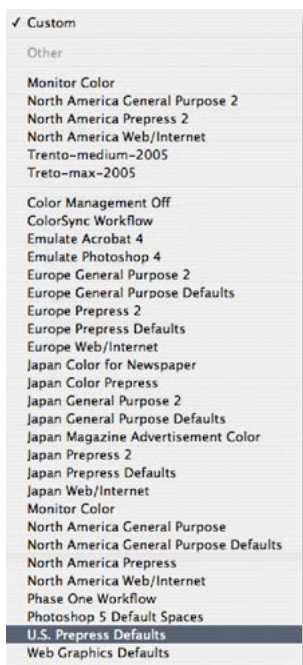 ✓ Custom
Other
Monitor Color
North America General Purpose 2
North America Prepress 2
North America Web/Internet
Trento-medium-2005
Treto-max-2005
Color Management Off
ColorSync Workflow
Emulate Acrobat 4
Emulate Photoshop 4
Europe General Purpose 2
Europe General Purpose Defaults
Europe Prepress 2
Europe Prepress Defaults
Europe Web/Internet
Japan Color for Newspaper
Japan Color Prepress
Japan General Purpose 2
Japan General Purpose Defaults
Japan Magazine Advertisement Color
Japan Prepress 2
Japan Prepress Defaults
Japan Web/Internet
Monitor Color
North America General Purpose
North America General Purpose Defaults
North America Prepress
North America Web/Internet
Phase One Workflow
Photoshop 5 Default Spaces
U.S. Prepress Defaults
Web Graphics Defaults